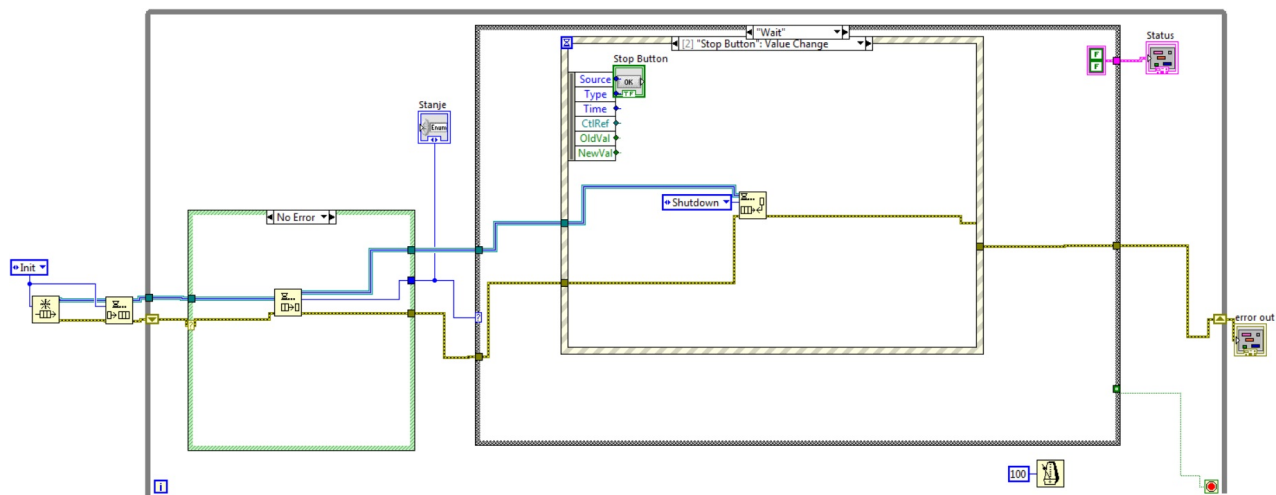 "Wait"
[2] "Stop Button": Value Change
Status
Stop Button
F
F
Source
OK
Type
TF
Time
CtlRef
OldVal
NewVal
Stanje
Enum
Shutdown
No Error
Init
error out
100
i